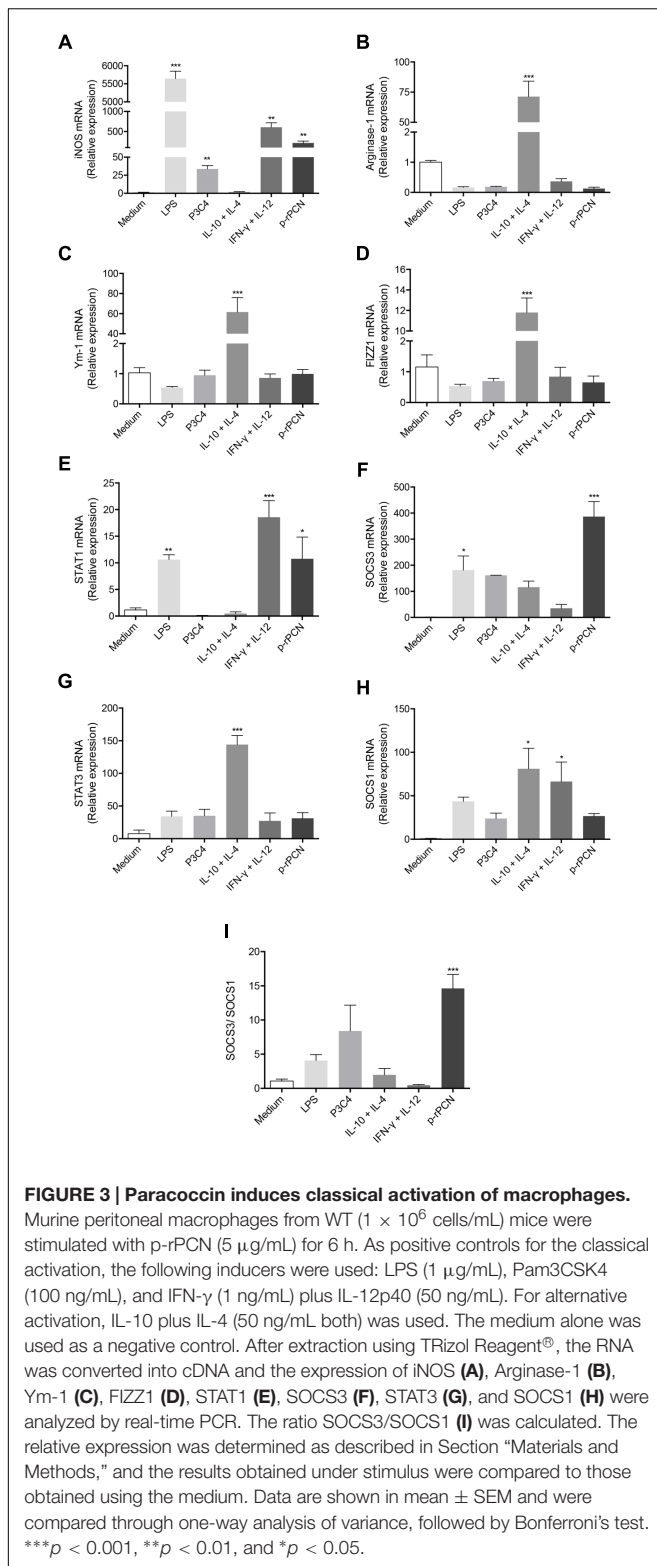 A
iNOS mRNA
(Relative expression)
6000
5500
5000
1000
500
50
25
0
***
**
**
**
Medium
LPS
P3C4
IL-10 + IL-4
IFN-γ + IL-12
p-rPCN
B
Arginase-1 mRNA
(Relative expression)
100
75
50
25
2
1
0
***
Medium
LPS
P3C4
IL-10 + IL-4
IFN-γ + IL-12
p-rPCN
C
Ym-1 mRNA
(Relative expression)
100
80
60
40
20
2
1
0
***
Medium
LPS
P3C4
IL-10 + IL-4
IFN-γ + IL-12
p-rPCN
D
FIZZ1 mRNA
(Relative expression)
16
14
12
10
8
2
1
0
***
Medium
LPS
P3C4
IL-10 + IL-4
IFN-γ + IL-12
p-rPCN
E
STAT1 mRNA
(Relative expression)
25
20
15
10
5
0
**
***
*
Medium
LPS
P3C4
IL-10 + IL-4
IFN-γ + IL-12
p-rPCN
F
SOCS3 mRNA
(Relative expression)
500
400
300
200
100
0
*
***
Medium
LPS
P3C4
IL-10 + IL-4
IFN-γ + IL-12
p-rPCN
G
STAT3 mRNA
(Relative expression)
200
150
100
50
0
***
Medium
LPS
P3C4
IL-10 + IL-4
IFN-γ + IL-12
p-rPCN
H
SOCS1 mRNA
(Relative expression)
150
100
50
0
*
*
Medium
LPS
P3C4
IL-10 + IL-4
IFN-γ + IL-12
p-rPCN
I
SOCS3/ SOCS1
20
15
10
5
0
***
Medium
LPS
P3C4
IL-10 + IL-4
IFN-γ + IL-12
p-rPCN
FIGURE 3 | Paracoccin induces classical activation of macrophages.
Murine peritoneal macrophages from WT (1 × 10⁶ cells/mL) mice were
stimulated with p-rPCN (5 μg/mL) for 6 h. As positive controls for the classical
activation, the following inducers were used: LPS (1 μg/mL), Pam3CSK4
(100 ng/mL), and IFN-γ (1 ng/mL) plus IL-12p40 (50 ng/mL). For alternative
activation, IL-10 plus IL-4 (50 ng/mL both) was used. The medium alone was
used as a negative control. After extraction using TRizol Reagent®, the RNA
was converted into cDNA and the expression of iNOS (A), Arginase-1 (B),
Ym-1 (C), FIZZ1 (D), STAT1 (E), SOCS3 (F), STAT3 (G), and SOCS1 (H) were
analyzed by real-time PCR. The ratio SOCS3/SOCS1 (I) was calculated. The
relative expression was determined as described in Section “Materials and
Methods,” and the results obtained under stimulus were compared to those
obtained using the medium. Data are shown in mean ± SEM and were
compared through one-way analysis of variance, followed by Bonferroni’s test.
***p < 0.001, **p < 0.01, and *p < 0.05.